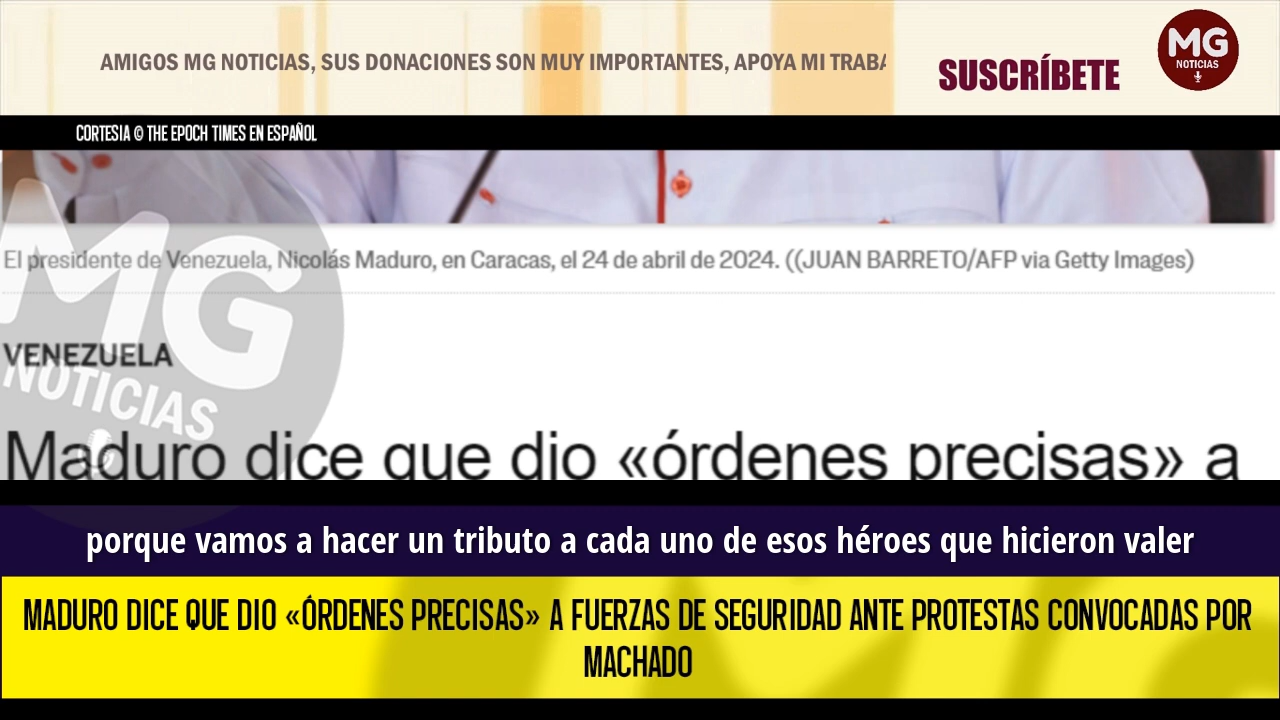 AMIGOS MG NOTICIAS, SUS DONACIONES SON MUY IMPORTANTES, APOYA MI
SUSCRÍBETE
MG
NOTICIAS
CORTESIA © THE EPOCH TIMES EN ESPAÑOL
El presidente de Venezuela, Nicolás Maduro, en Caracas, el 24 de abril de 2024. ((JUAN BARRETO/AFP via Getty Images)
MG
NOTICIAS
VENEZUELA
Maduro dice que dio «órdenes precisas» a
porque vamos a hacer un tributo a cada uno de esos héroes que hicieron valer
MADURO DICE QUE DIO «ÓRDENES PRECISAS» A FUERZAS DE SEGURIDAD ANTE PROTESTAS CONVOCADAS POR
MACHADO